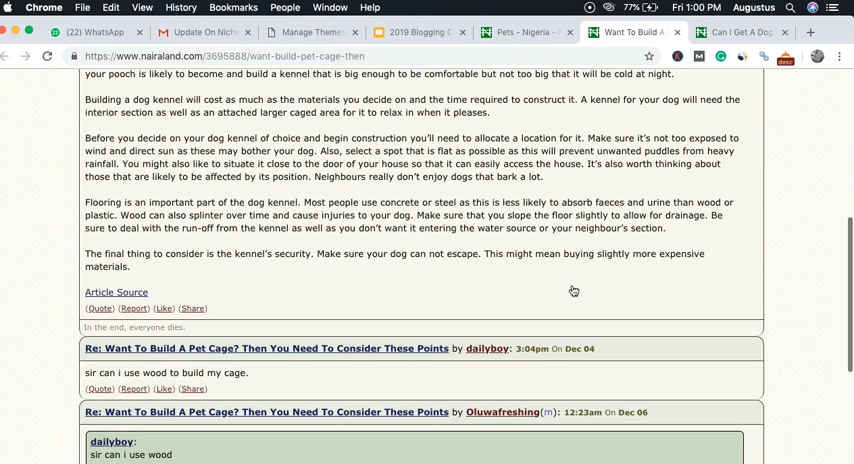 Chrome File Edit View History Bookmarks People Window Help 77% Fri 1:00 PM Augustus
(22) WhatsApp × Update On Niche × Manage Themes × 2019 Blogging C × Pets - Nigeria - N × Want To Build A × Can I Get A Dog ×
https://www.nairaland.com/3695888/want-build-pet-cage-then
desc
your pooch is likely to become and build a kennel that is big enough to be comfortable but not too big that it will be cold at night.
Building a dog kennel will cost as much as the materials you decide on and the time required to construct it. A kennel for your dog will need the
interior section as well as an attached larger caged area for it to relax in when it pleases.
Before you decide on your dog kennel of choice and begin construction you'll need to allocate a location for it. Make sure it's not too exposed to
wind and direct sun as these may bother your dog. Also, select a spot that is flat as possible as this will prevent unwanted puddles from heavy
rainfall. You might also like to situate it close to the door of your house so that it can easily access the house. It's also worth thinking about
those that are likely to be affected by its position. Neighbours really don't enjoy dogs that bark a lot.
Flooring is an important part of the dog kennel. Most people use concrete or steel as this is less likely to absorb faeces and urine than wood or
plastic. Wood can also splinter over time and cause injuries to your dog. Make sure that you slope the floor slightly to allow for drainage. Be
sure to deal with the run-off from the kennel as well as you don't want it entering the water source or your neighbour's section.
The final thing to consider is the kennel's security. Make sure your dog can not escape. This might mean buying slightly more expensive
materials.
Article Source
(Quote) (Report) (Like) (Share)
In the end, everyone dies.
Re: Want To Build A Pet Cage? Then You Need To Consider These Points by dailyboy: 3:04pm On Dec 04
sir can i use wood to build my cage.
(Quote) (Report) (Like) (Share)
Re: Want To Build A Pet Cage? Then You Need To Consider These Points by Oluwafreshing(m): 12:23am On Dec 06
dailyboy:
sir can i use wood